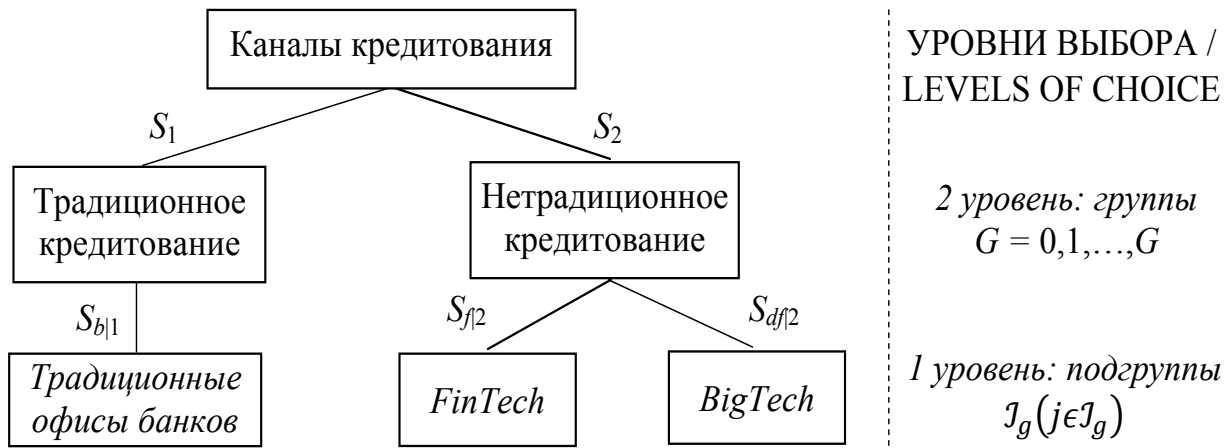 Каналы кредитования
УРОВНИ ВЫБОРА /
LEVELS OF CHOICE
S1
S2
Традиционное
кредитование
Нетрадиционное
кредитование
2 уровень: группы
G = 0,1,…,G
Sb|1
Sf|2
Sdf|2
Традиционные
офисы банков
FinTech
BigTech
1 уровень: подгруппы
𝒥g(jϵ𝒥g)